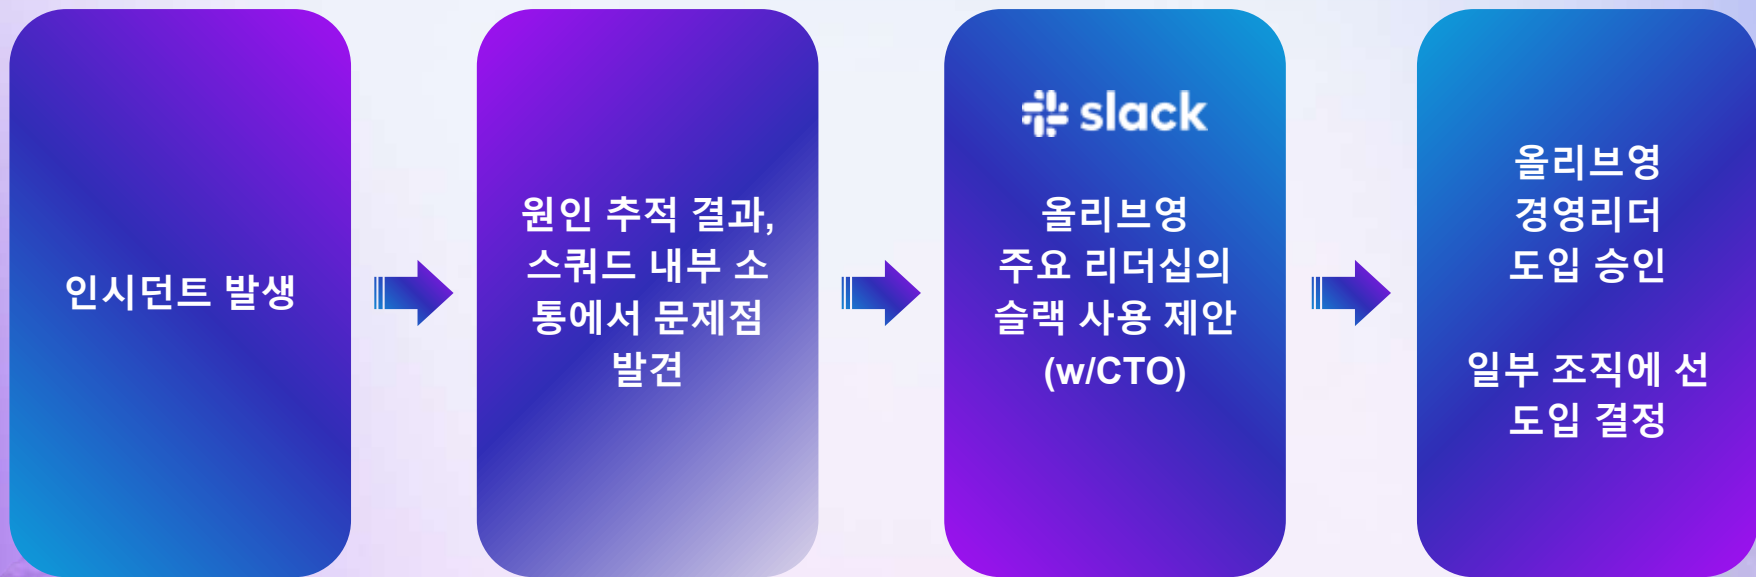 인시던트 발생
원인 추적 결과,
스쿼드 내부 소
통에서 문제점
발견
slack
올리브영
주요 리더십의
슬랙 사용 제안
(w/CTO)
올리브영
경영리더
도입 승인
일부 조직에 선
도입 결정